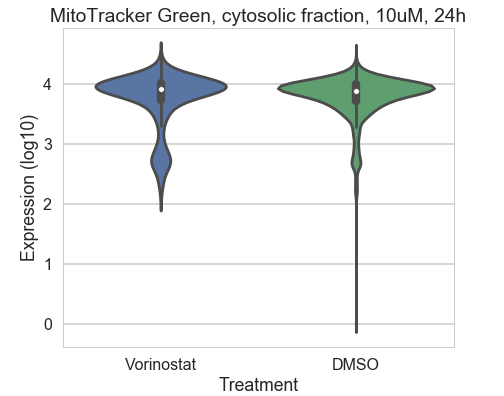 MitoTracker Green, cytosolic fraction, 10uM, 24h
Expression (log10)
4
3
2
1
0
Vorinostat DMSO
Treatment